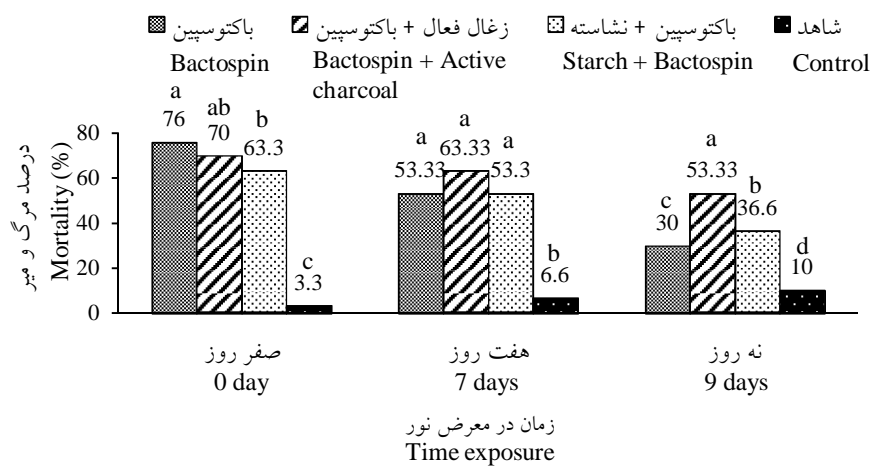 باکتوسپین
زغال فعال + باکتوسپین
باکتوسپین + نشاسته
شاهد
Bactospin
Bactospin + Active
charcoal
Starch + Bactospin
Control
درصد مرگ و میر
Mortality (%)
80
60
40
20
0
a
76
ab
70
b
63.3
c
3.3
a
53.33
a
63.33
a
53.3
b
6.6
c
30
a
53.33
b
36.6
d
10
صفر روز
0 day
هفت روز
7 days
نه روز
9 days
زمان در معرض نور
Time exposure